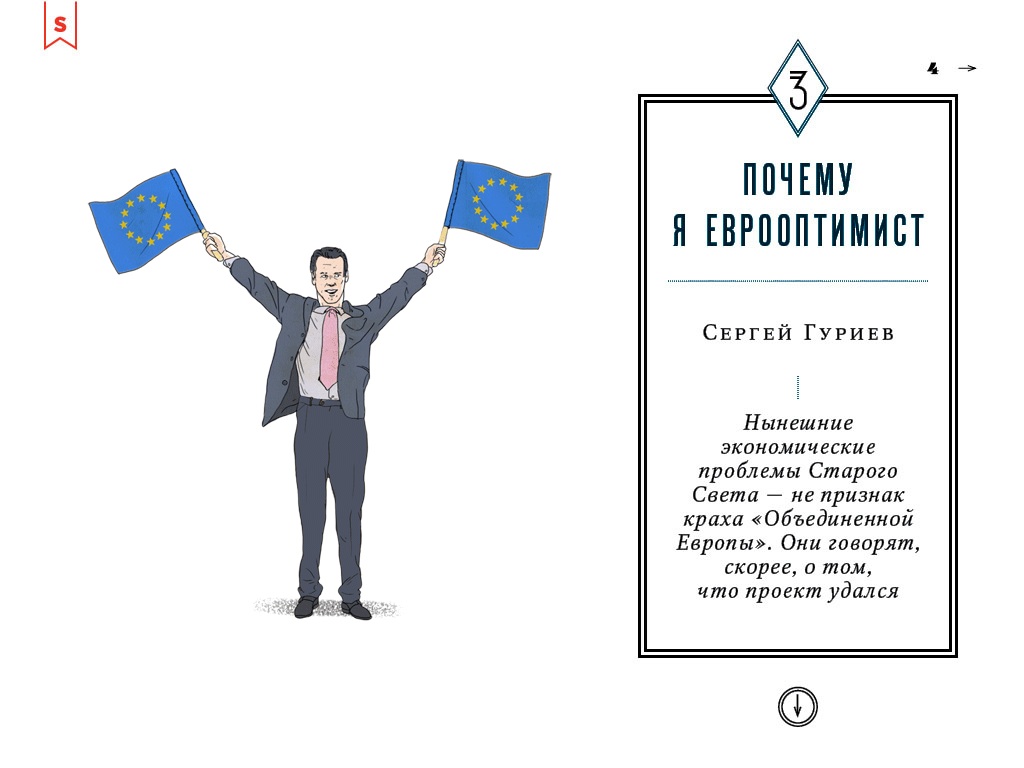 S
4 →
3
ПОЧЕМУ
Я ЕВРООПТИМИСТ
СЕРГЕЙ ГУРИЕВ
Нынешние
экономические
проблемы Старого
Света — не признак
краха «Объединенной
Европы». Они говорят,
скорее, о том,
что проект удался